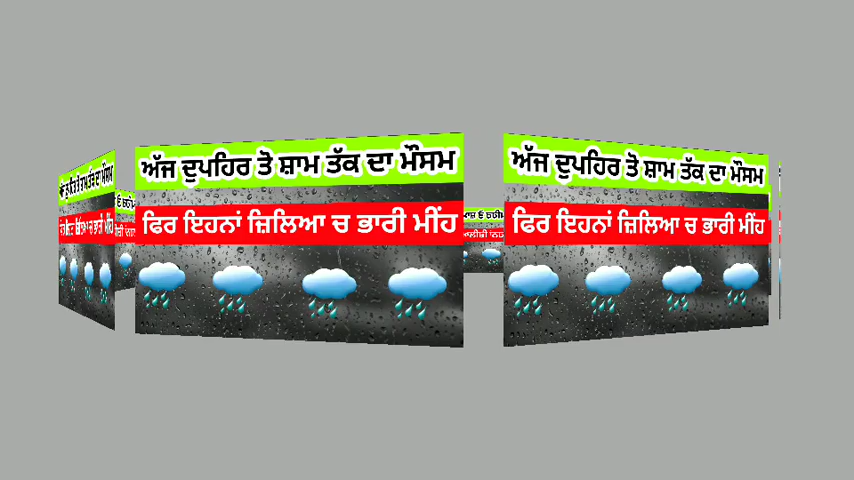 ਅੱਜ ਦੁਪਹਿਰ ਤੋ ਸ਼ਾਮ ਤੱਕ ਦਾ ਮੌਸਮ
ਫਿਰ ਇਹਨਾਂ ਜ਼ਿਲਿਆ ਚ ਭਾਰੀ ਮੀਂਹ
ਅੱਜ ਦੁਪਹਿਰ ਤੋ ਸ਼ਾਮ ਤੱਕ ਦਾ ਮੌਸਮ
ਫਿਰ ਇਹਨਾਂ ਜ਼ਿਲਿਆ ਚ ਭਾਰੀ ਮੀਂਹ